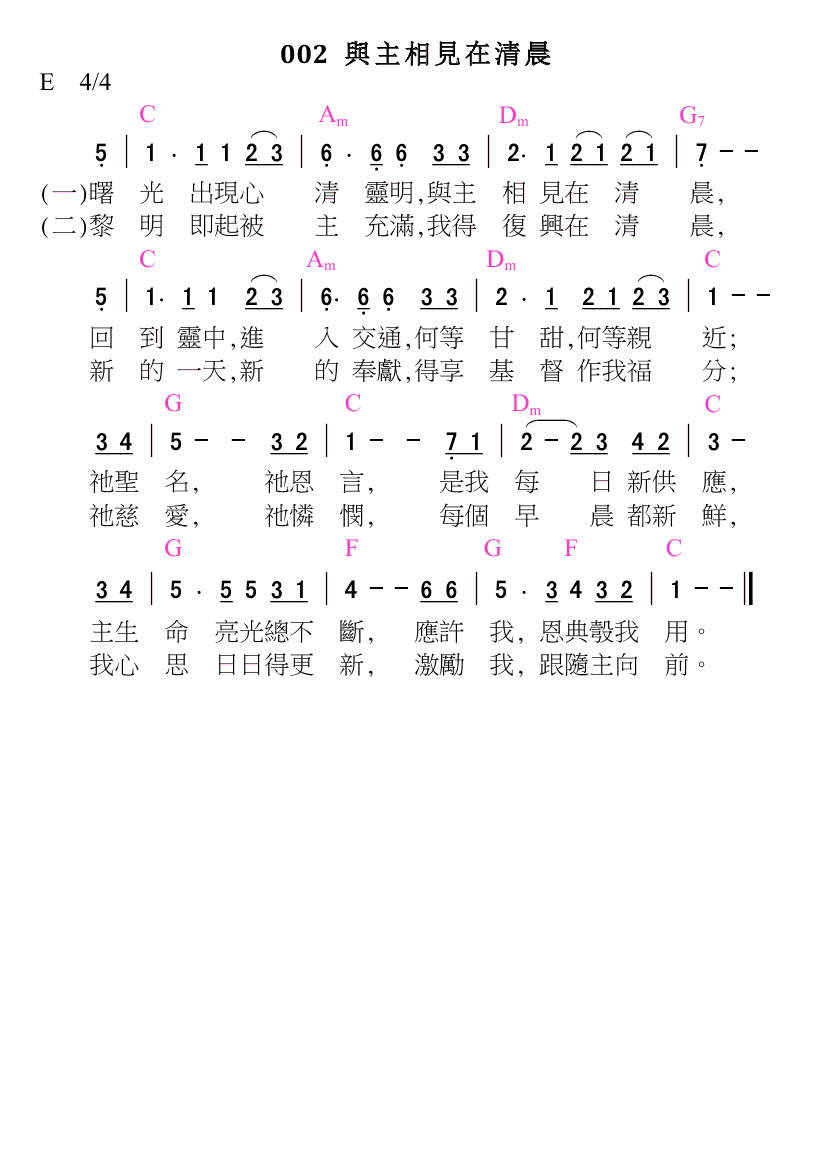 002 與主相見在清晨
E 4/4
C Am Dm G7
5 | 1 · 1 1 2 3 | 6 · 6 6 3 3 | 2· 1 2 1 2 1 | 7 - -
(一)曙 光 出現心 清 靈明,與主 相 見在 清 晨,
(二)黎 明 即起被 主 充滿,我得 復 興在 清 晨,
C Am Dm C
5 | 1· 1 1 2 3 | 6· 6 6 3 3 | 2 · 1 2 1 2 3 | 1 - -
回 到 靈中,進 入 交通,何等 甘 甜,何等親 近;
新 的 一天,新 的 奉獻,得享 基 督 作我福 分;
G C Dm C
3 4 | 5 - - 3 2 | 1 - - 7 1 | 2 - 2 3 4 2 | 3 -
祂聖 名, 祂恩 言, 是我 每 日 新供 應,
祂慈 愛, 祂憐 憫, 每個 早 晨 都新 鮮,
G F G F C
3 4 | 5 · 5 5 3 1 | 4 - - 6 6 | 5 · 3 4 3 2 | 1 - - ‖
主生 命 亮光總不 斷, 應許 我, 恩典彀我 用。
我心 思 日日得更 新, 激勵 我, 跟隨主向 前。